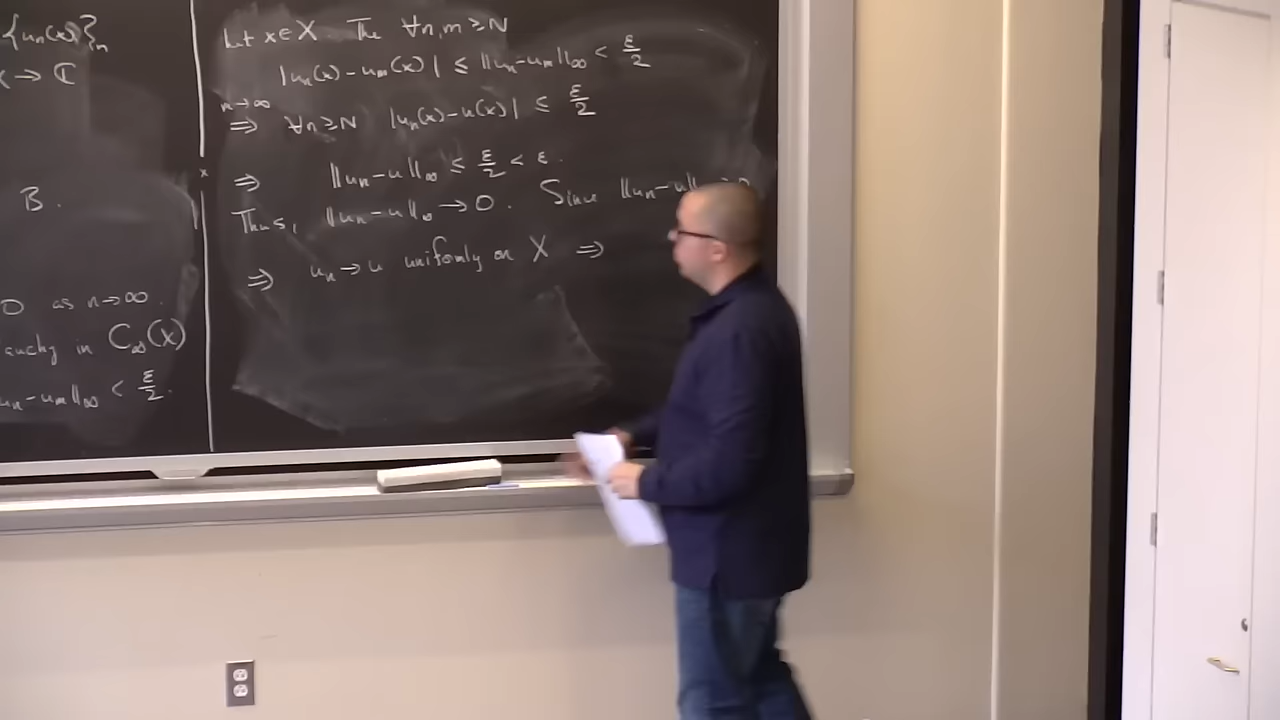 {uₙ(x)}ₙ
→ ℂ
B.
0 as n→∞.
auchy in C∞(X)
uₙ-uₘ‖∞ < ε/2.
Let x∈X. The ∀n,m≥N
|uₙ(x)-uₘ(x)| ≤ ‖uₙ-uₘ‖∞ < ε/2
⇒ ∀n≥N |uₙ(x)-u(x)| ≤ ε/2
⇒ ‖uₙ-u‖∞ ≤ ε/2 < ε.
Thus, ‖uₙ-u‖∞→0. Since ‖uₙ-u‖
⇒ uₙ→u uniformly on X ⇒